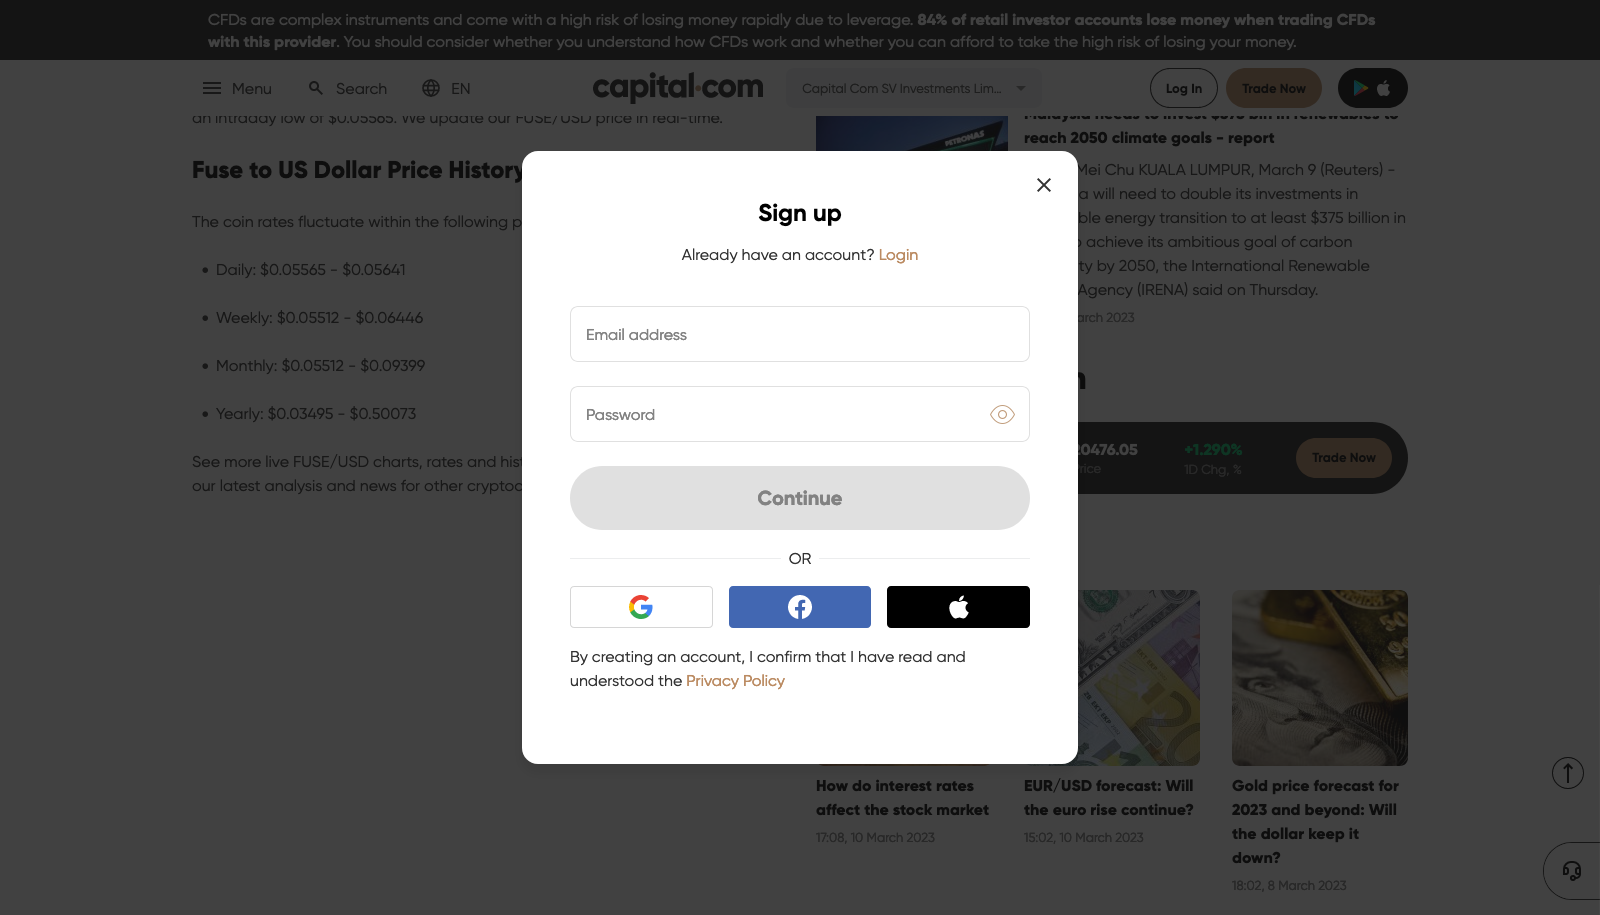 CFDs are complex instruments and come with a high risk of losing money rapidly due to leverage. 84% of retail investor accounts lose money when trading CFDs
with this provider. You should consider whether you understand how CFDs work and whether you can afford to take the high risk of losing your money.
Menu
Search
EN
capital.com
Capital Com SV Investments Lim...
Log In
Trade Now
an intraday low of $0.05565. We update our FUSE/USD price in real-time.
Fuse to US Dollar Price History
The coin rates fluctuate within the following
Daily: $0.05565 - $0.05641
Weekly: $0.05512 - $0.06446
Monthly: $0.05512 - $0.09399
Yearly: $0.03495 - $0.50073
See more live FUSE/USD charts, rates and
our latest analysis and news for other
Sign up
Already have an account? Login
Email address
Password
Continue
OR
By creating an account, I confirm that I have read and
understood the Privacy Policy
PETRONAS
Malaysia needs to invest $375 bln in renewables to
reach 2050 climate goals - report
Mei Chu KUALA LUMPUR, March 9 (Reuters) -
will need to double its investments in
energy transition to at least $375 billion in
achieve its ambitious goal of carbon
by 2050, the International Renewable
Agency (IRENA) said on Thursday.
2023
20476.05
+1.290%
Price
1D Chg, %
Trade Now
How do interest rates
affect the stock market
17:08, 10 March 2023
EUR/USD forecast: Will
the euro rise continue?
15:02, 10 March 2023
Gold price forecast for
2023 and beyond: Will
the dollar keep it
down?
18:02, 8 March 2023